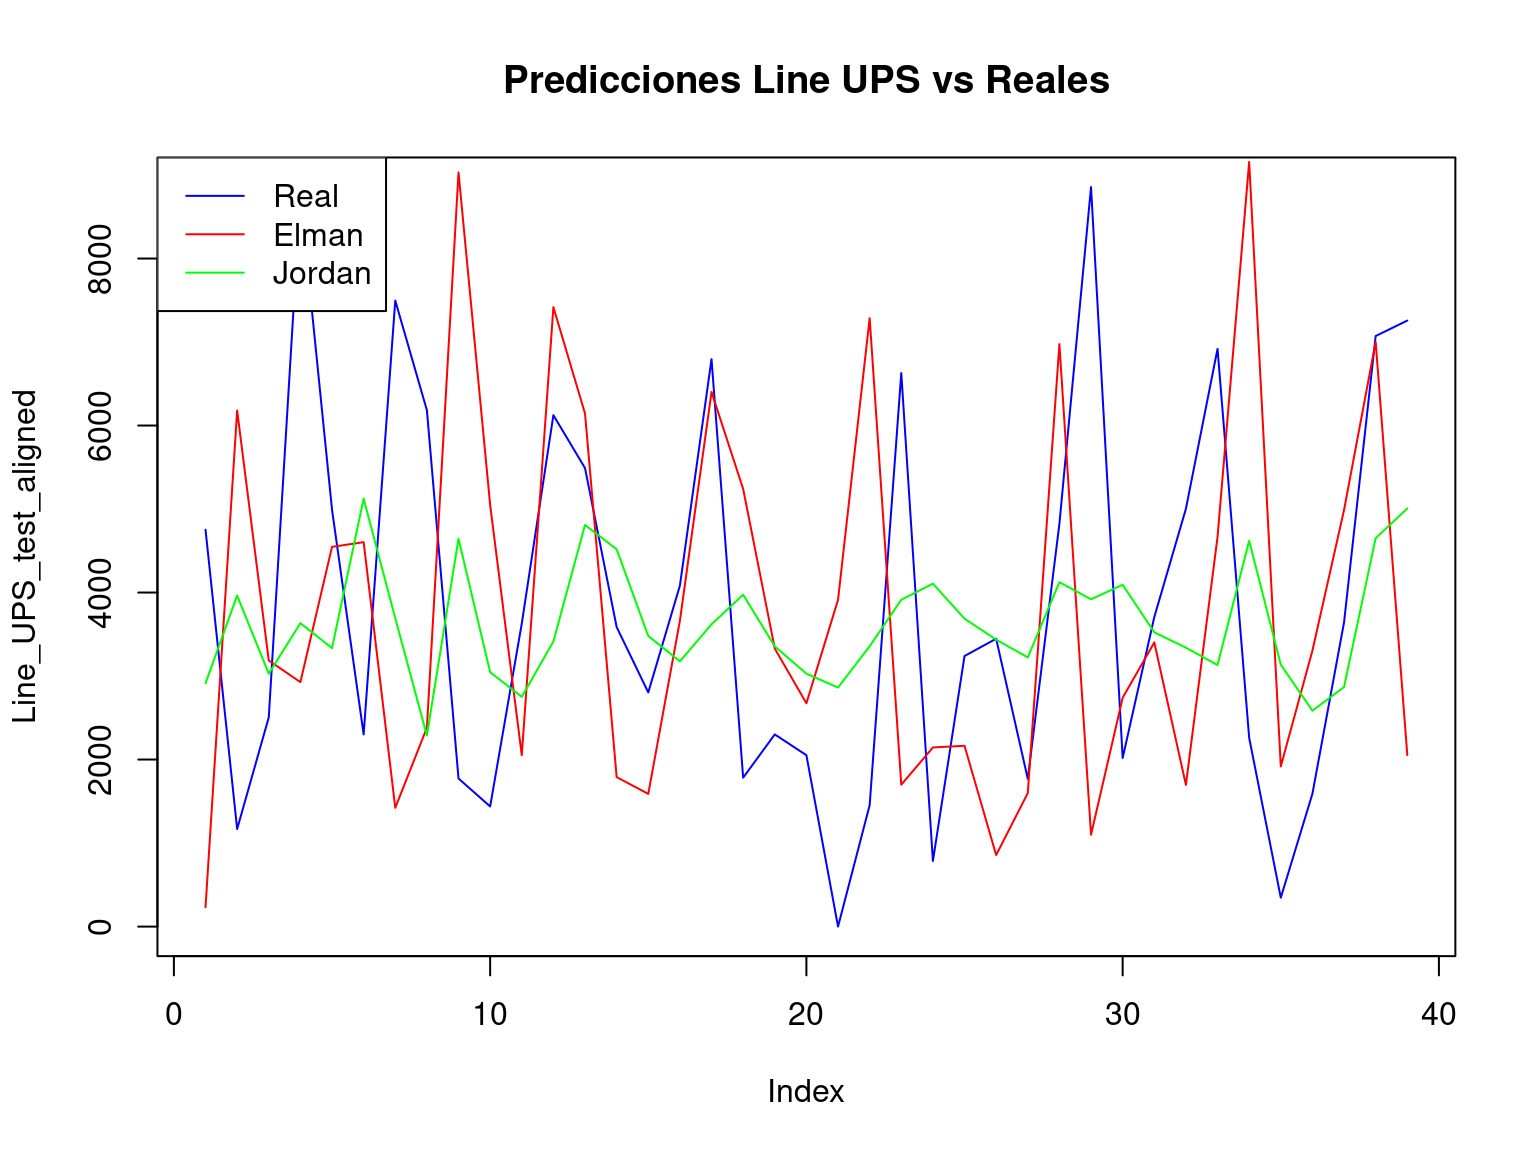 Predicciones Line UPS vs Reales
Real
Elman
Jordan
Line_UPS_test_aligned
8000
6000
4000
2000
0
0 10 20 30 40
Index